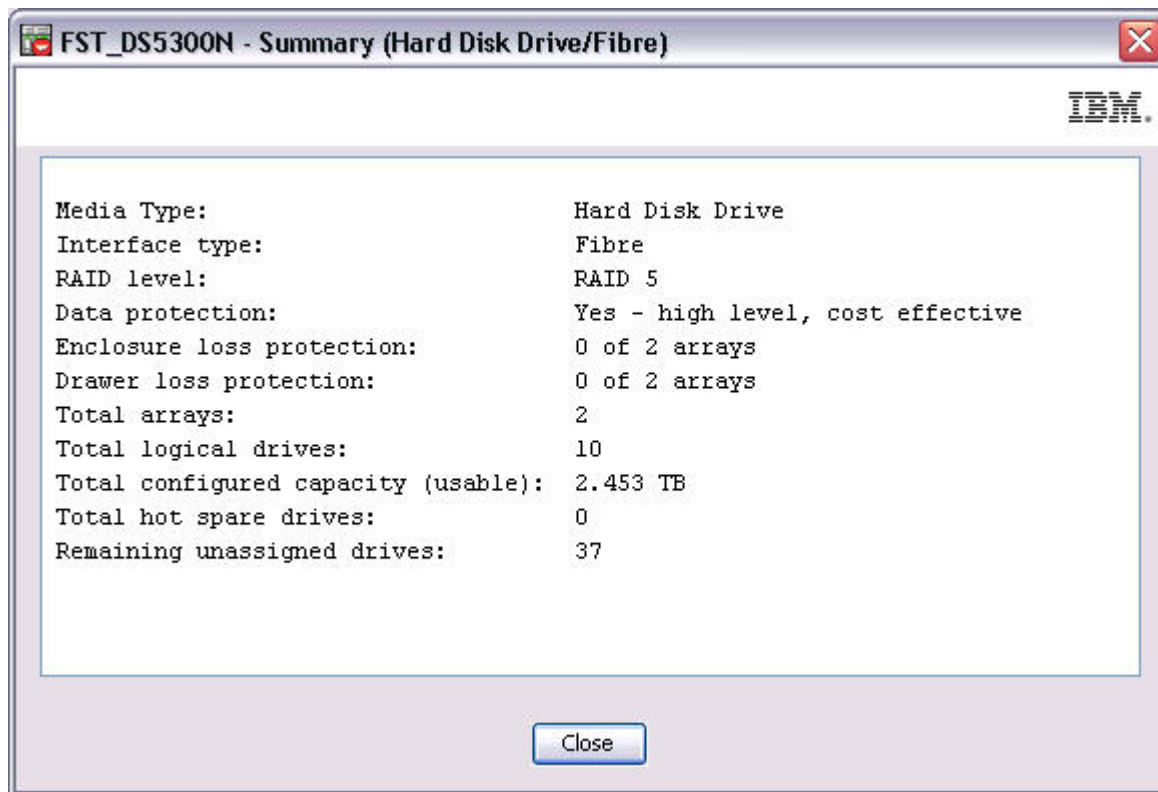 FST_DS5300N - Summary (Hard Disk Drive/Fibre)
IBM.
Media Type: Hard Disk Drive
Interface type: Fibre
RAID level: RAID 5
Data protection: Yes - high level, cost effective
Enclosure loss protection: 0 of 2 arrays
Drawer loss protection: 0 of 2 arrays
Total arrays: 2
Total logical drives: 10
Total configured capacity (usable): 2.453 TB
Total hot spare drives: 0
Remaining unassigned drives: 37
Close